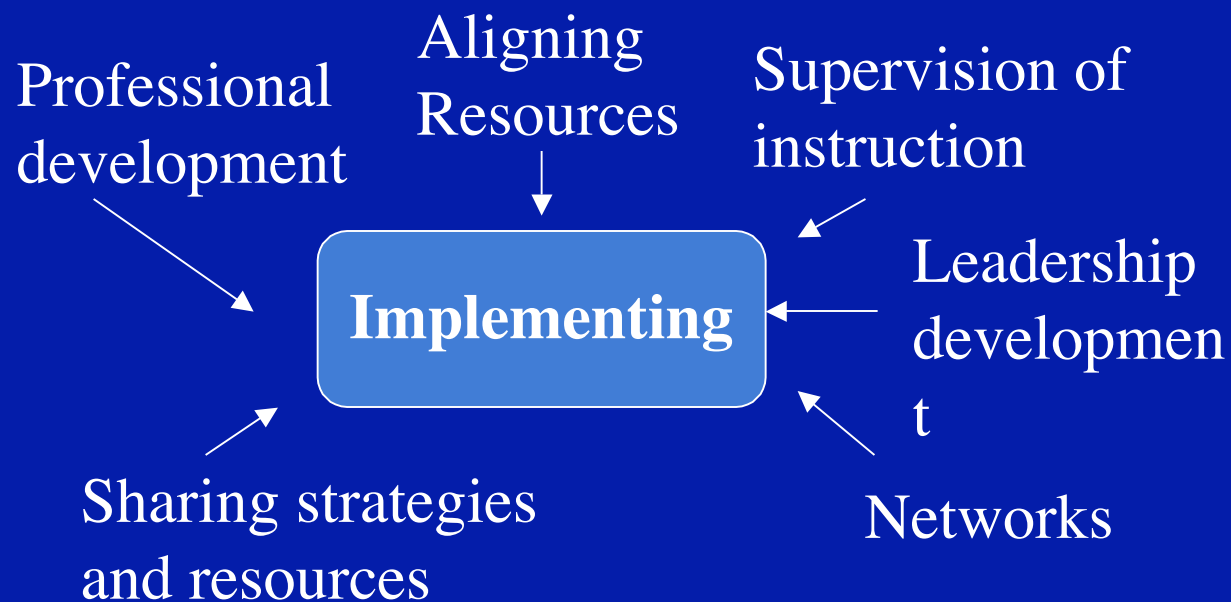 Professional
development
Aligning
Resources
Supervision of
instruction
Implementing
Leadership
developmen
t
Sharing strategies
and resources
Networks